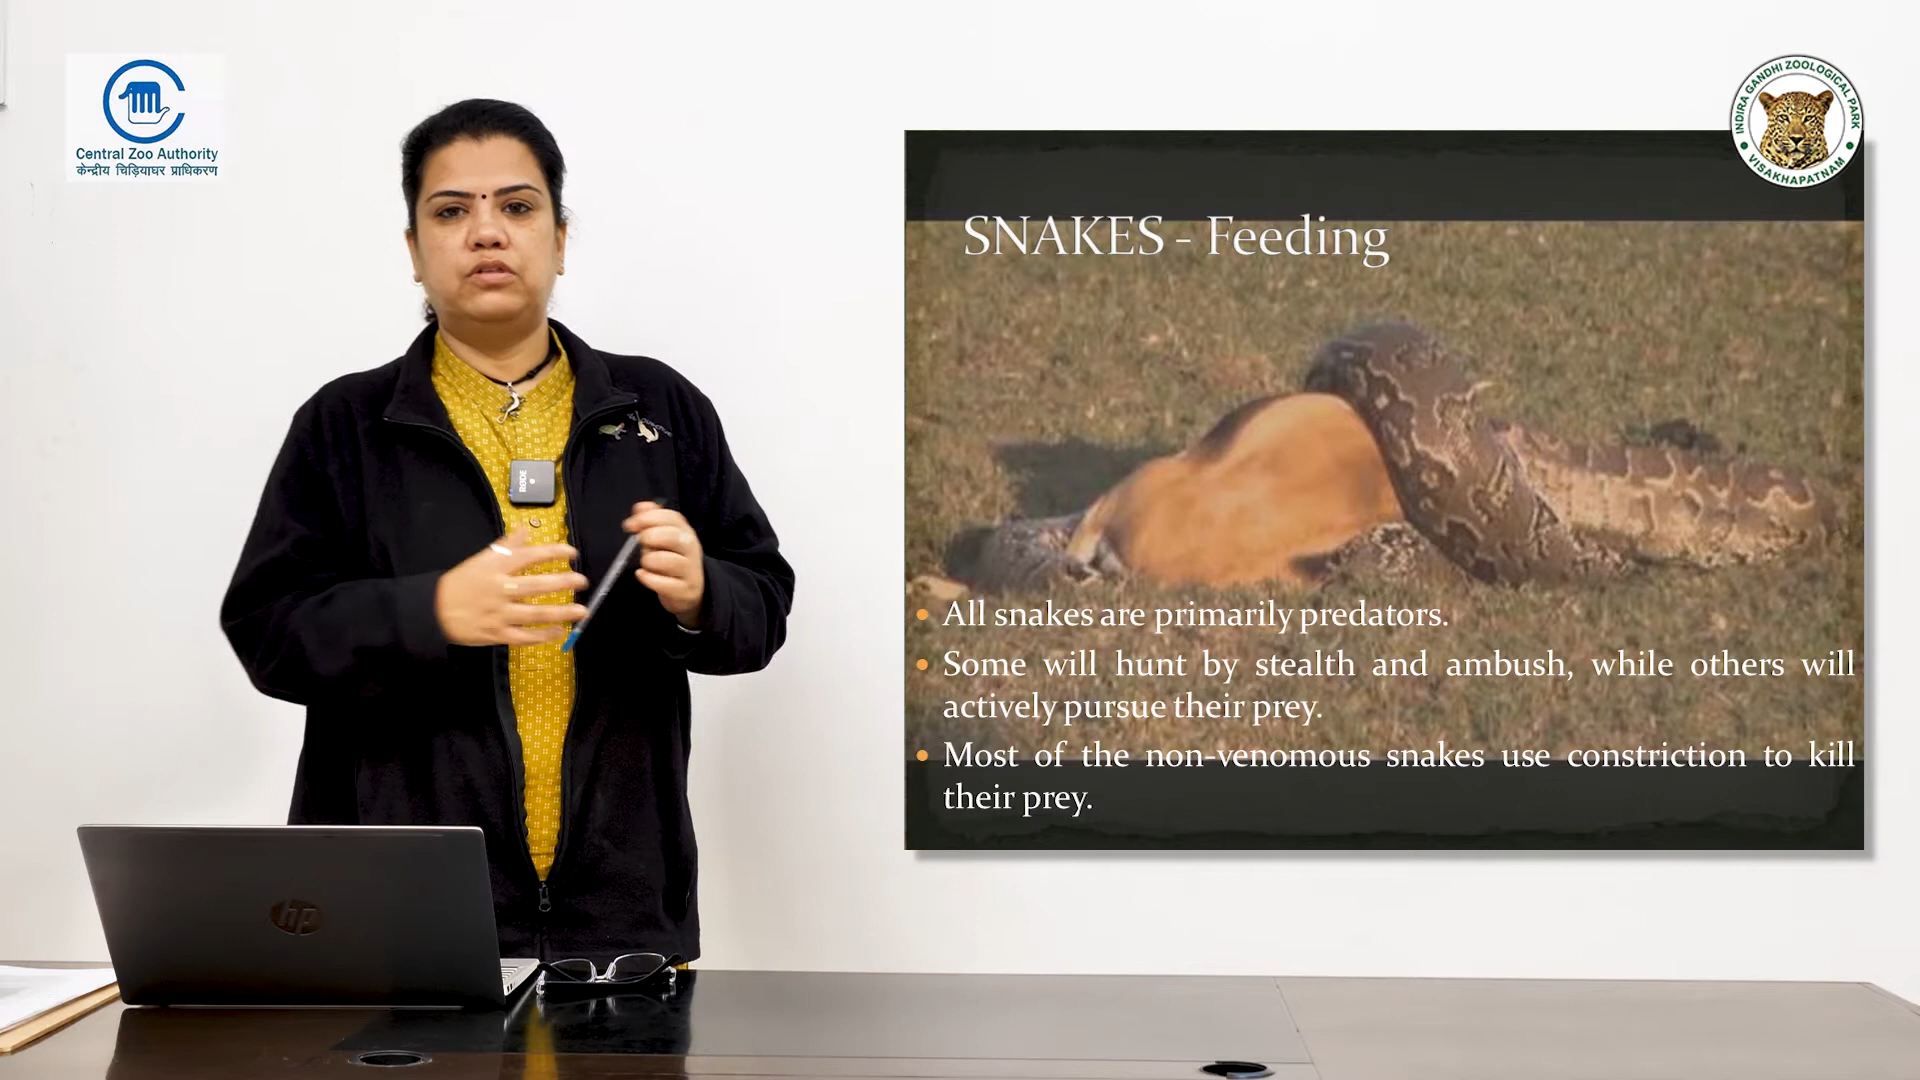 Central Zoo Authority
केन्द्रीय चिड़ियाघर प्राधिकरण
INDIRA GANDHI ZOOLOGICAL PARK
VISAKHAPATNAM
SNAKES - Feeding
RODE
• All snakes are primarily predators.
• Some will hunt by stealth and ambush, while others will
actively pursue their prey.
• Most of the non-venomous snakes use constriction to kill
their prey.
hp